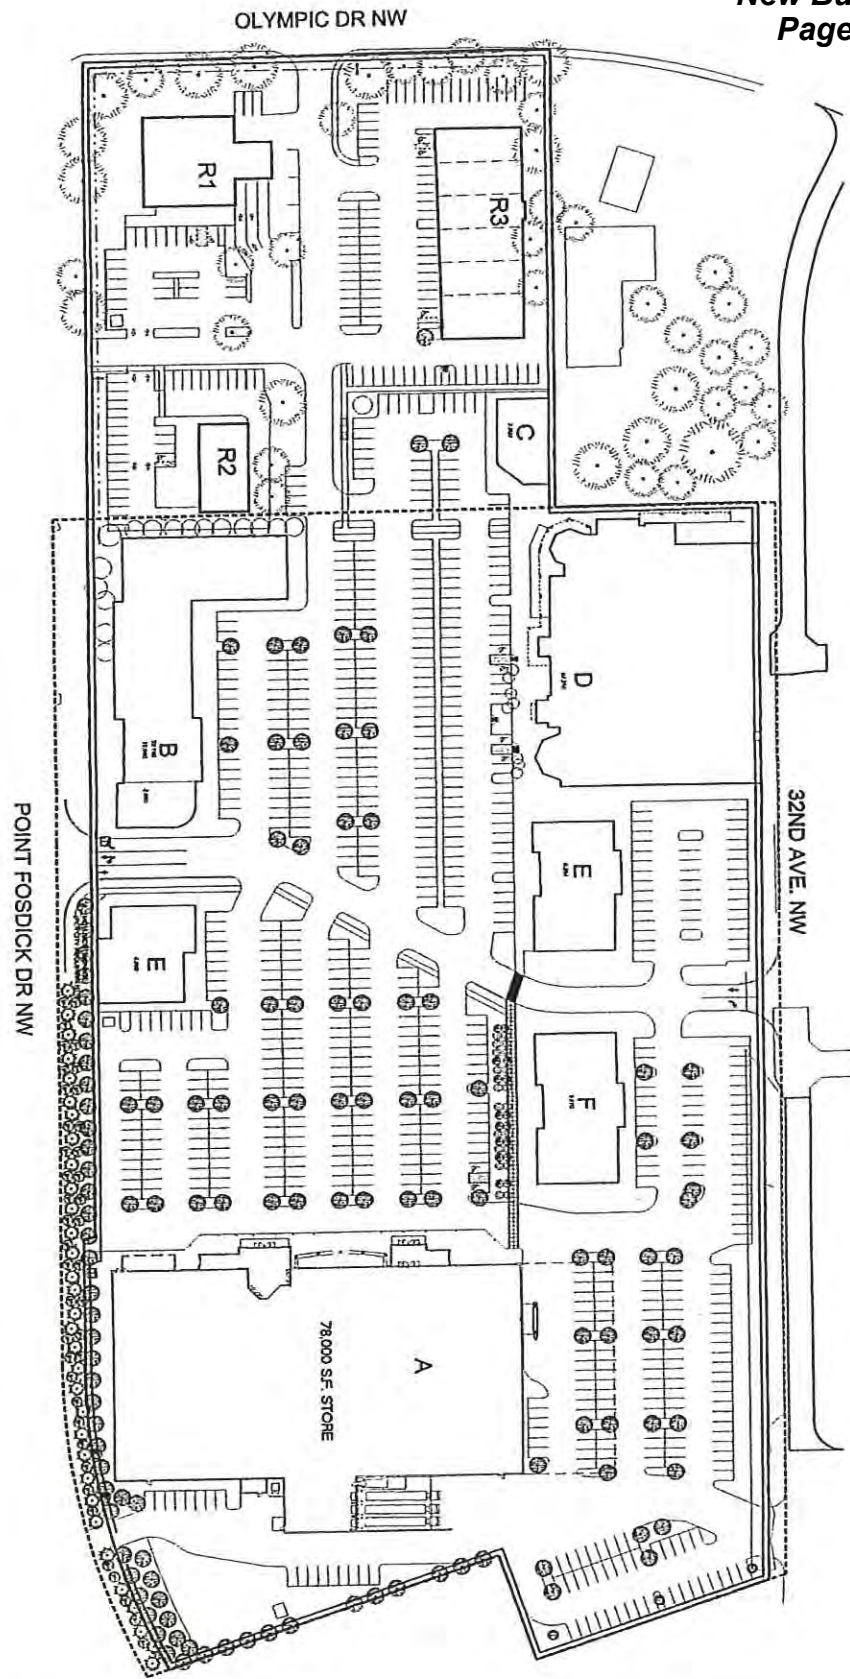 New Bu
Page
OLYMPIC DR NW
R1
R3
R2
C
D
B
32ND AVE. NW
E
POINT FOSDICK DR NW
E
F
A
78,000 S.F. STORE